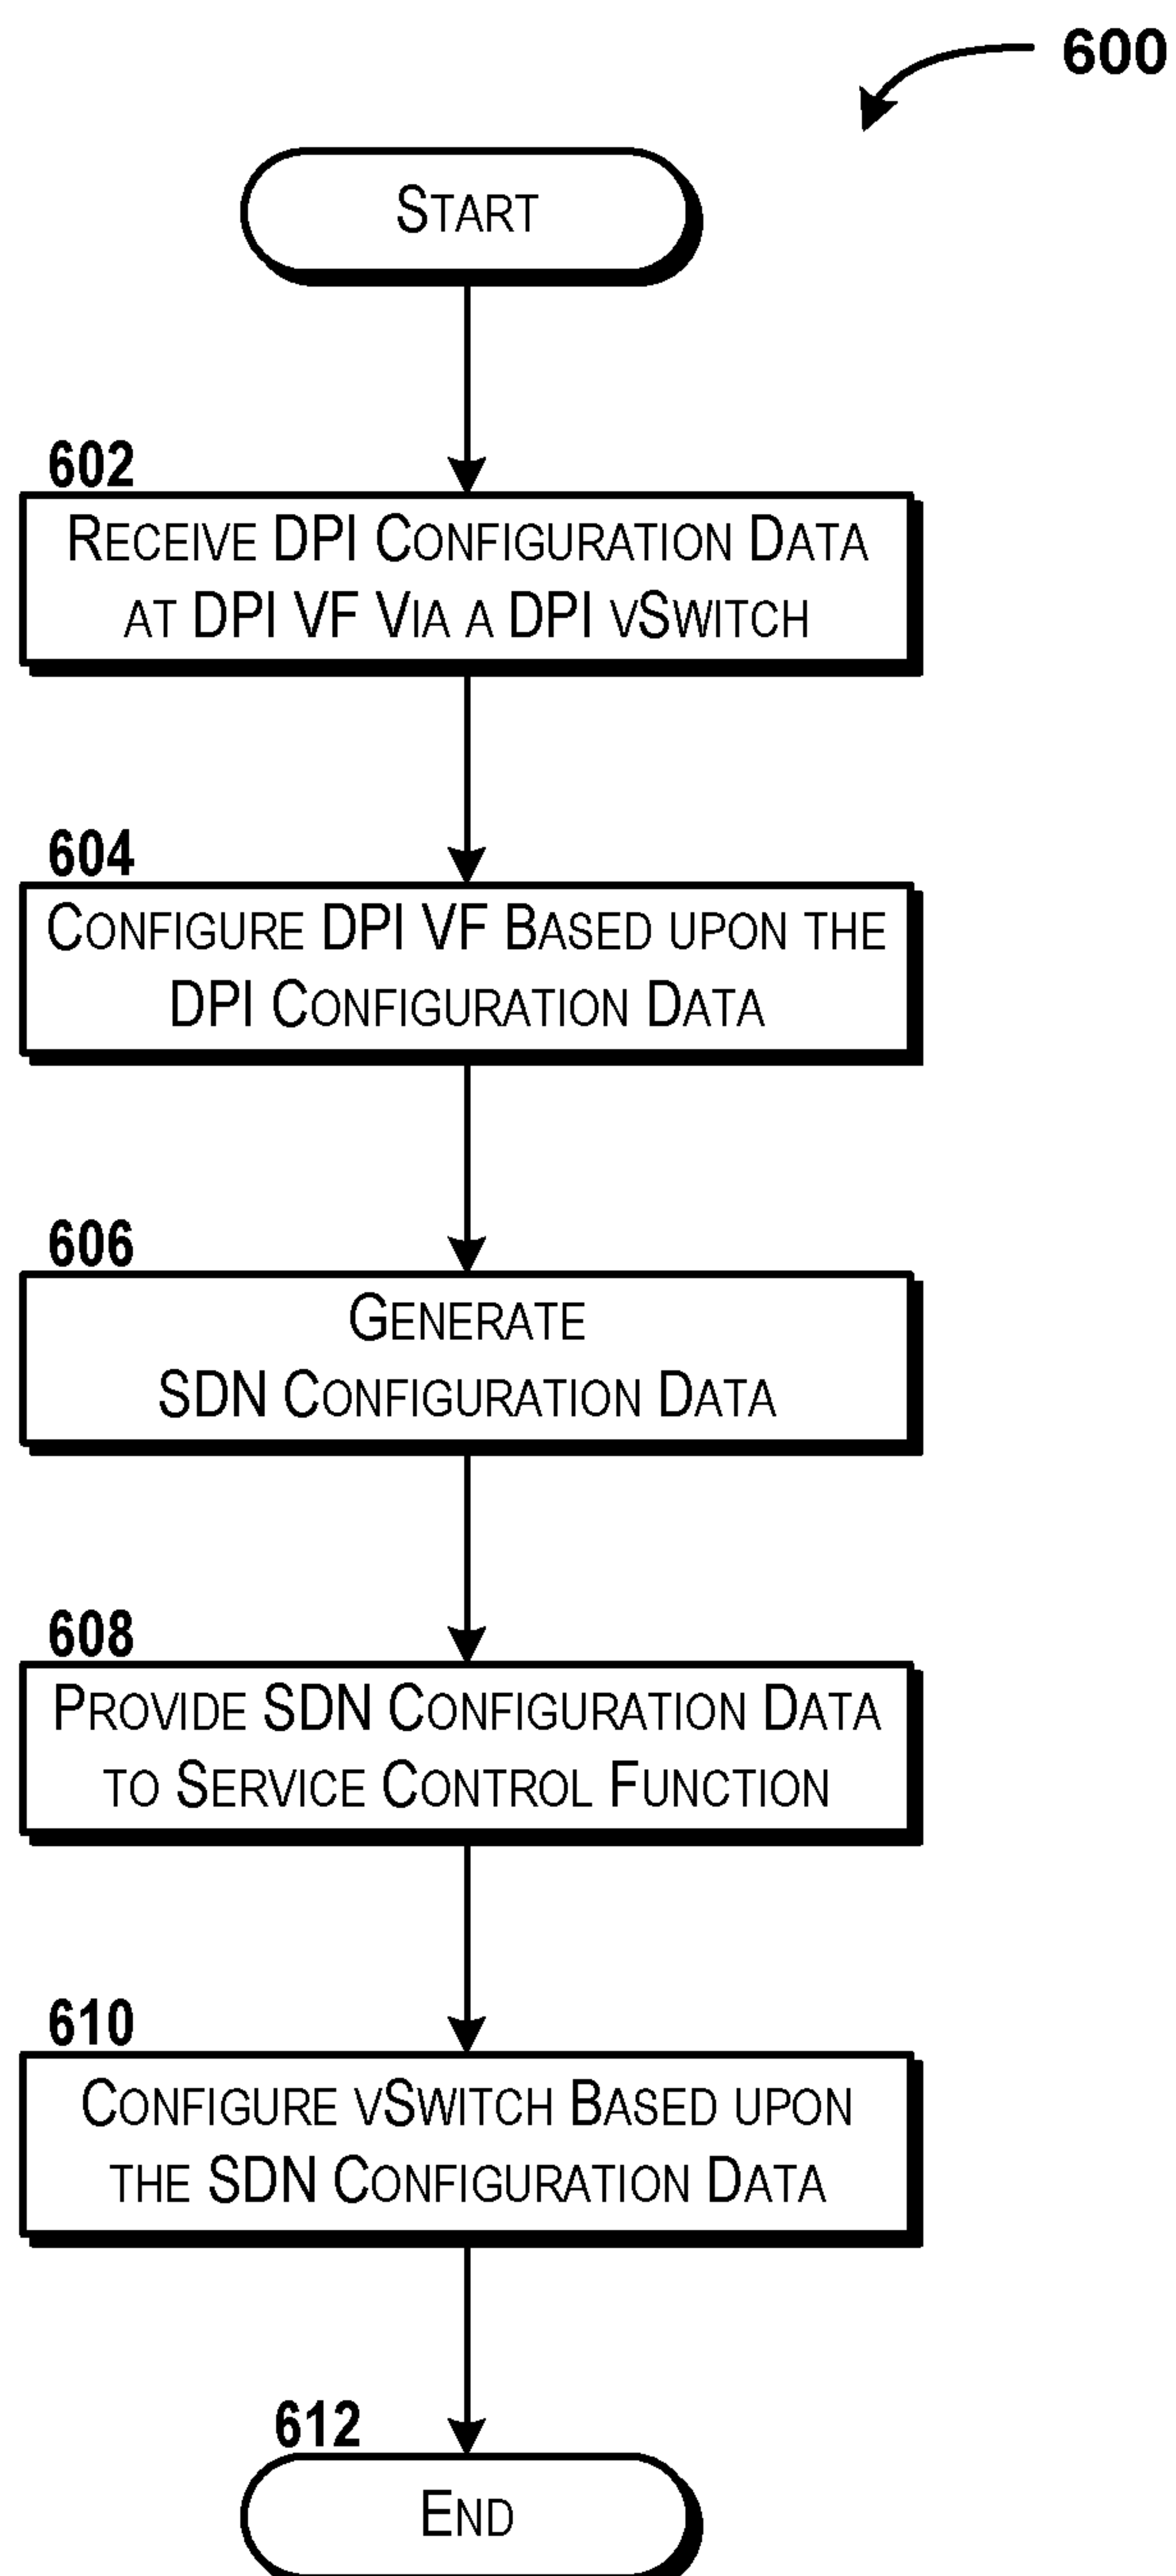 600
START
602
RECEIVE DPI CONFIGURATION DATA
AT DPI VF VIA A DPI VSWITCH
604
CONFIGURE DPI VF BASED UPON THE
DPI CONFIGURATION DATA
606
GENERATE
SDN CONFIGURATION DATA
608
PROVIDE SDN CONFIGURATION DATA
TO SERVICE CONTROL FUNCTION
610
CONFIGURE VSWITCH BASED UPON
THE SDN CONFIGURATION DATA
612
END